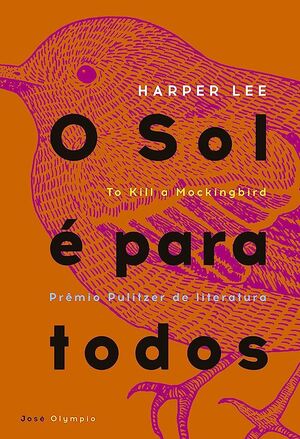 HARPER LEE
O Sol
To Kill a Mockingbird
é para
Prêmio Pulitzer de literatura
todos
José Olympio